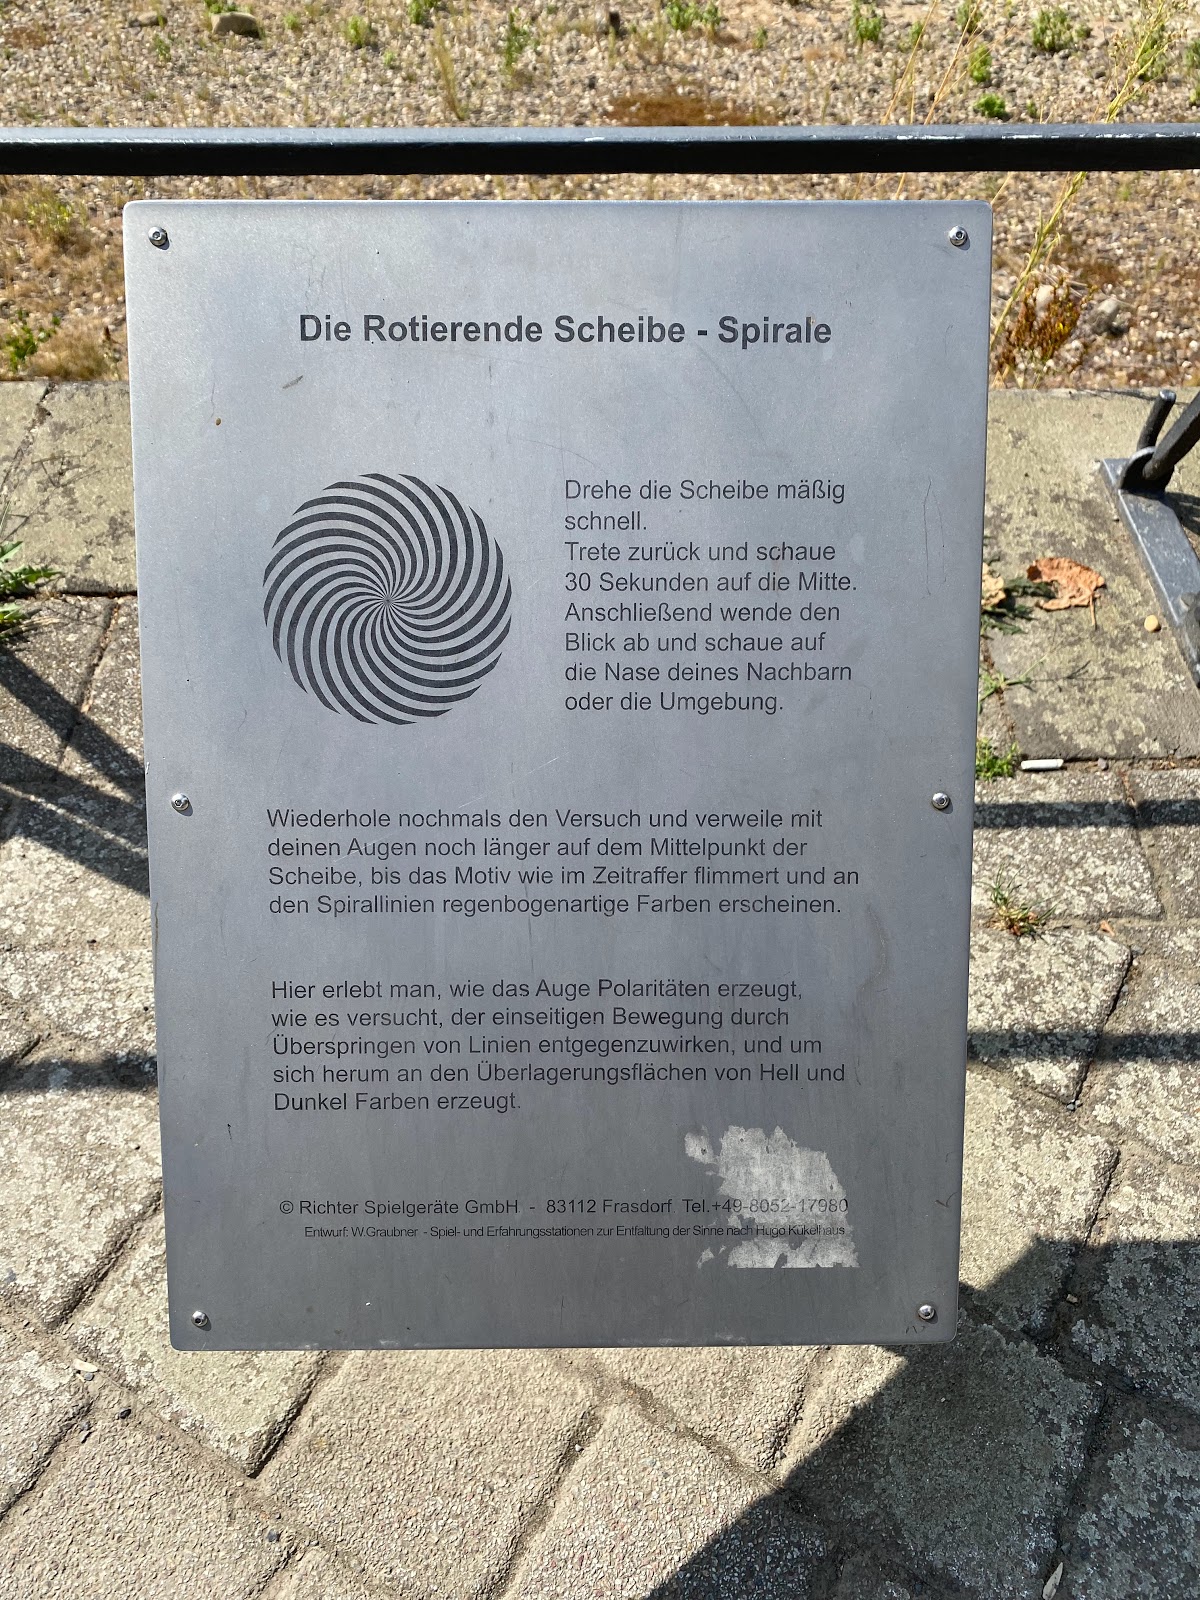 Die Rotierende Scheibe - Spirale
Drehe die Scheibe mäßig
schnell.
Trete zurück und schaue
30 Sekunden auf die Mitte.
Anschließend wende den
Blick ab und schaue auf
die Nase deines Nachbarn
oder die Umgebung.
Wiederhole nochmals den Versuch und verweile mit
deinen Augen noch länger auf dem Mittelpunkt der
Scheibe, bis das Motiv wie im Zeitraffer flimmert und an
den Spirallinien regenbogenartige Farben erscheinen.
Hier erlebt man, wie das Auge Polaritäten erzeugt,
wie es versucht, der einseitigen Bewegung durch
Überspringen von Linien entgegenzuwirken, und um
sich herum an den Überlagerungsflächen von Hell und
Dunkel Farben erzeugt.
© Richter Spielgeräte GmbH - 83112 Frasdorf Tel.+49-8052-17980
Entwurf: W.Graubner - Spiel- und Erfahrungsstationen zur Entfaltung der Sinne nach Hugo Kükelhaus